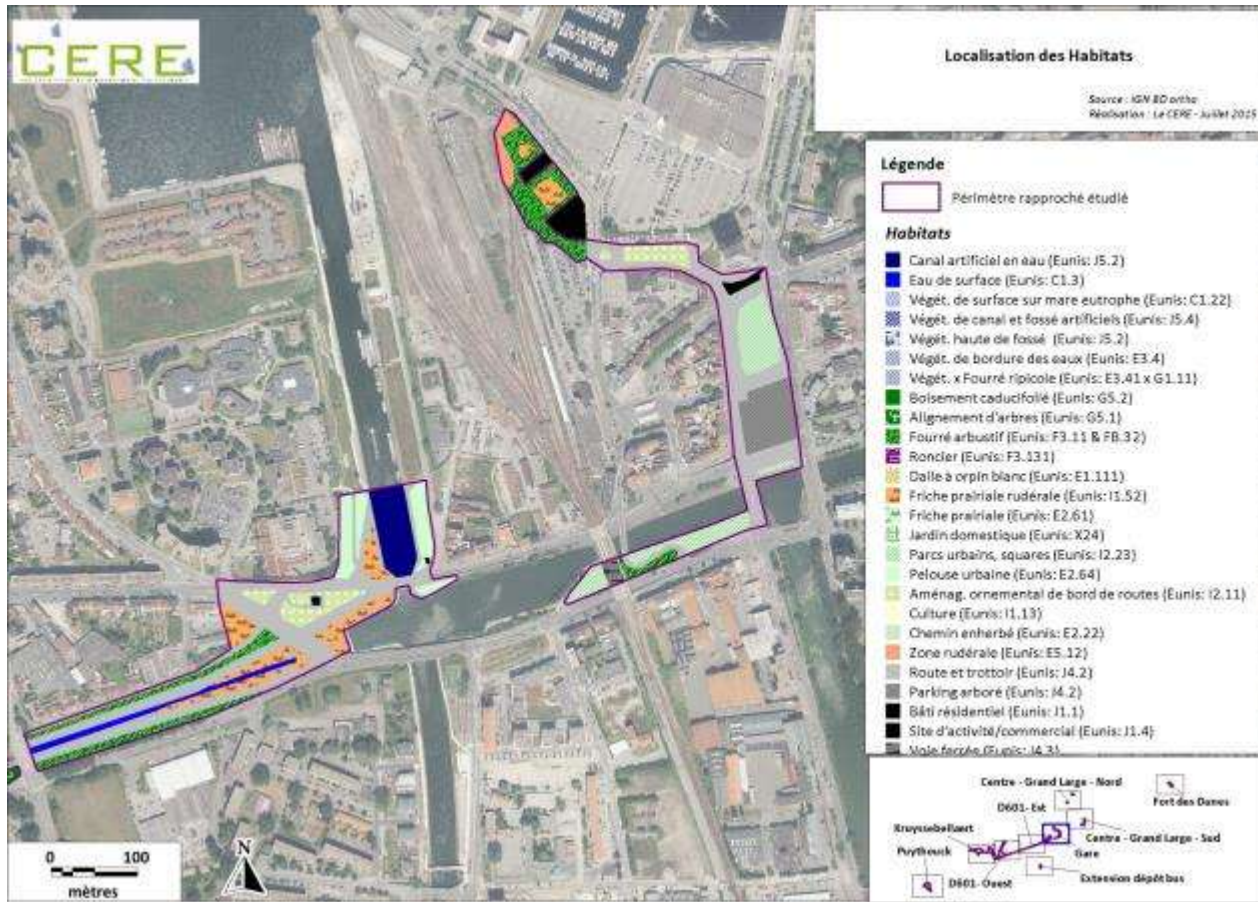 CERE
Localisation des Habitats
Source : IGN BD ortho
Réalisation : Le CERE - Juillet 2015
Légende
Périmètre rapproché étudié
Habitats
Canal artificiel en eau (Eunis: J5.2)
Eau de surface (Eunis: C1.3)
Végét. de surface sur mare eutrophe (Eunis: C1.22)
Végét. de canal et fossé artificiels (Eunis: J5.4)
Végét. haute de fossé (Eunis: J5.2)
Végét. de bordure des eaux (Eunis: E3.4)
Végét. x Fourré ripicole (Eunis: E3.41 x G1.11)
Boisement caducifolié (Eunis: G5.2)
Alignement d'arbres (Eunis: G5.1)
Fourré arbustif (Eunis: F3.11 & FB.32)
Roncier (Eunis: F3.131)
Dalle à orpin blanc (Eunis: E1.111)
Friche prairiale rudérale (Eunis: I1.52)
Friche prairiale (Eunis: E2.61)
Jardin domestique (Eunis: X24)
Parcs urbains, squares (Eunis: I2.23)
Pelouse urbaine (Eunis: E2.64)
Aménag. ornemental de bord de routes (Eunis: I2.11)
Culture (Eunis: I1.13)
Chemin enherbé (Eunis: E2.22)
Zone rudérale (Eunis: E5.12)
Route et trottoir (Eunis: J4.2)
Parking arboré (Eunis: J4.2)
Bâti résidentiel (Eunis: J1.1)
Site d'activité/commercial (Eunis: J1.4)
Voie ferrée (Eunis: J4.3)
Centre - Grand Large - Nord
Fort des Dunes
D601- Est
Centre - Grand Large - Sud
Kruyssebellaert
Gare
Puythouck
D601- Ouest
Extension dépôt bus
0 100
mètres
N